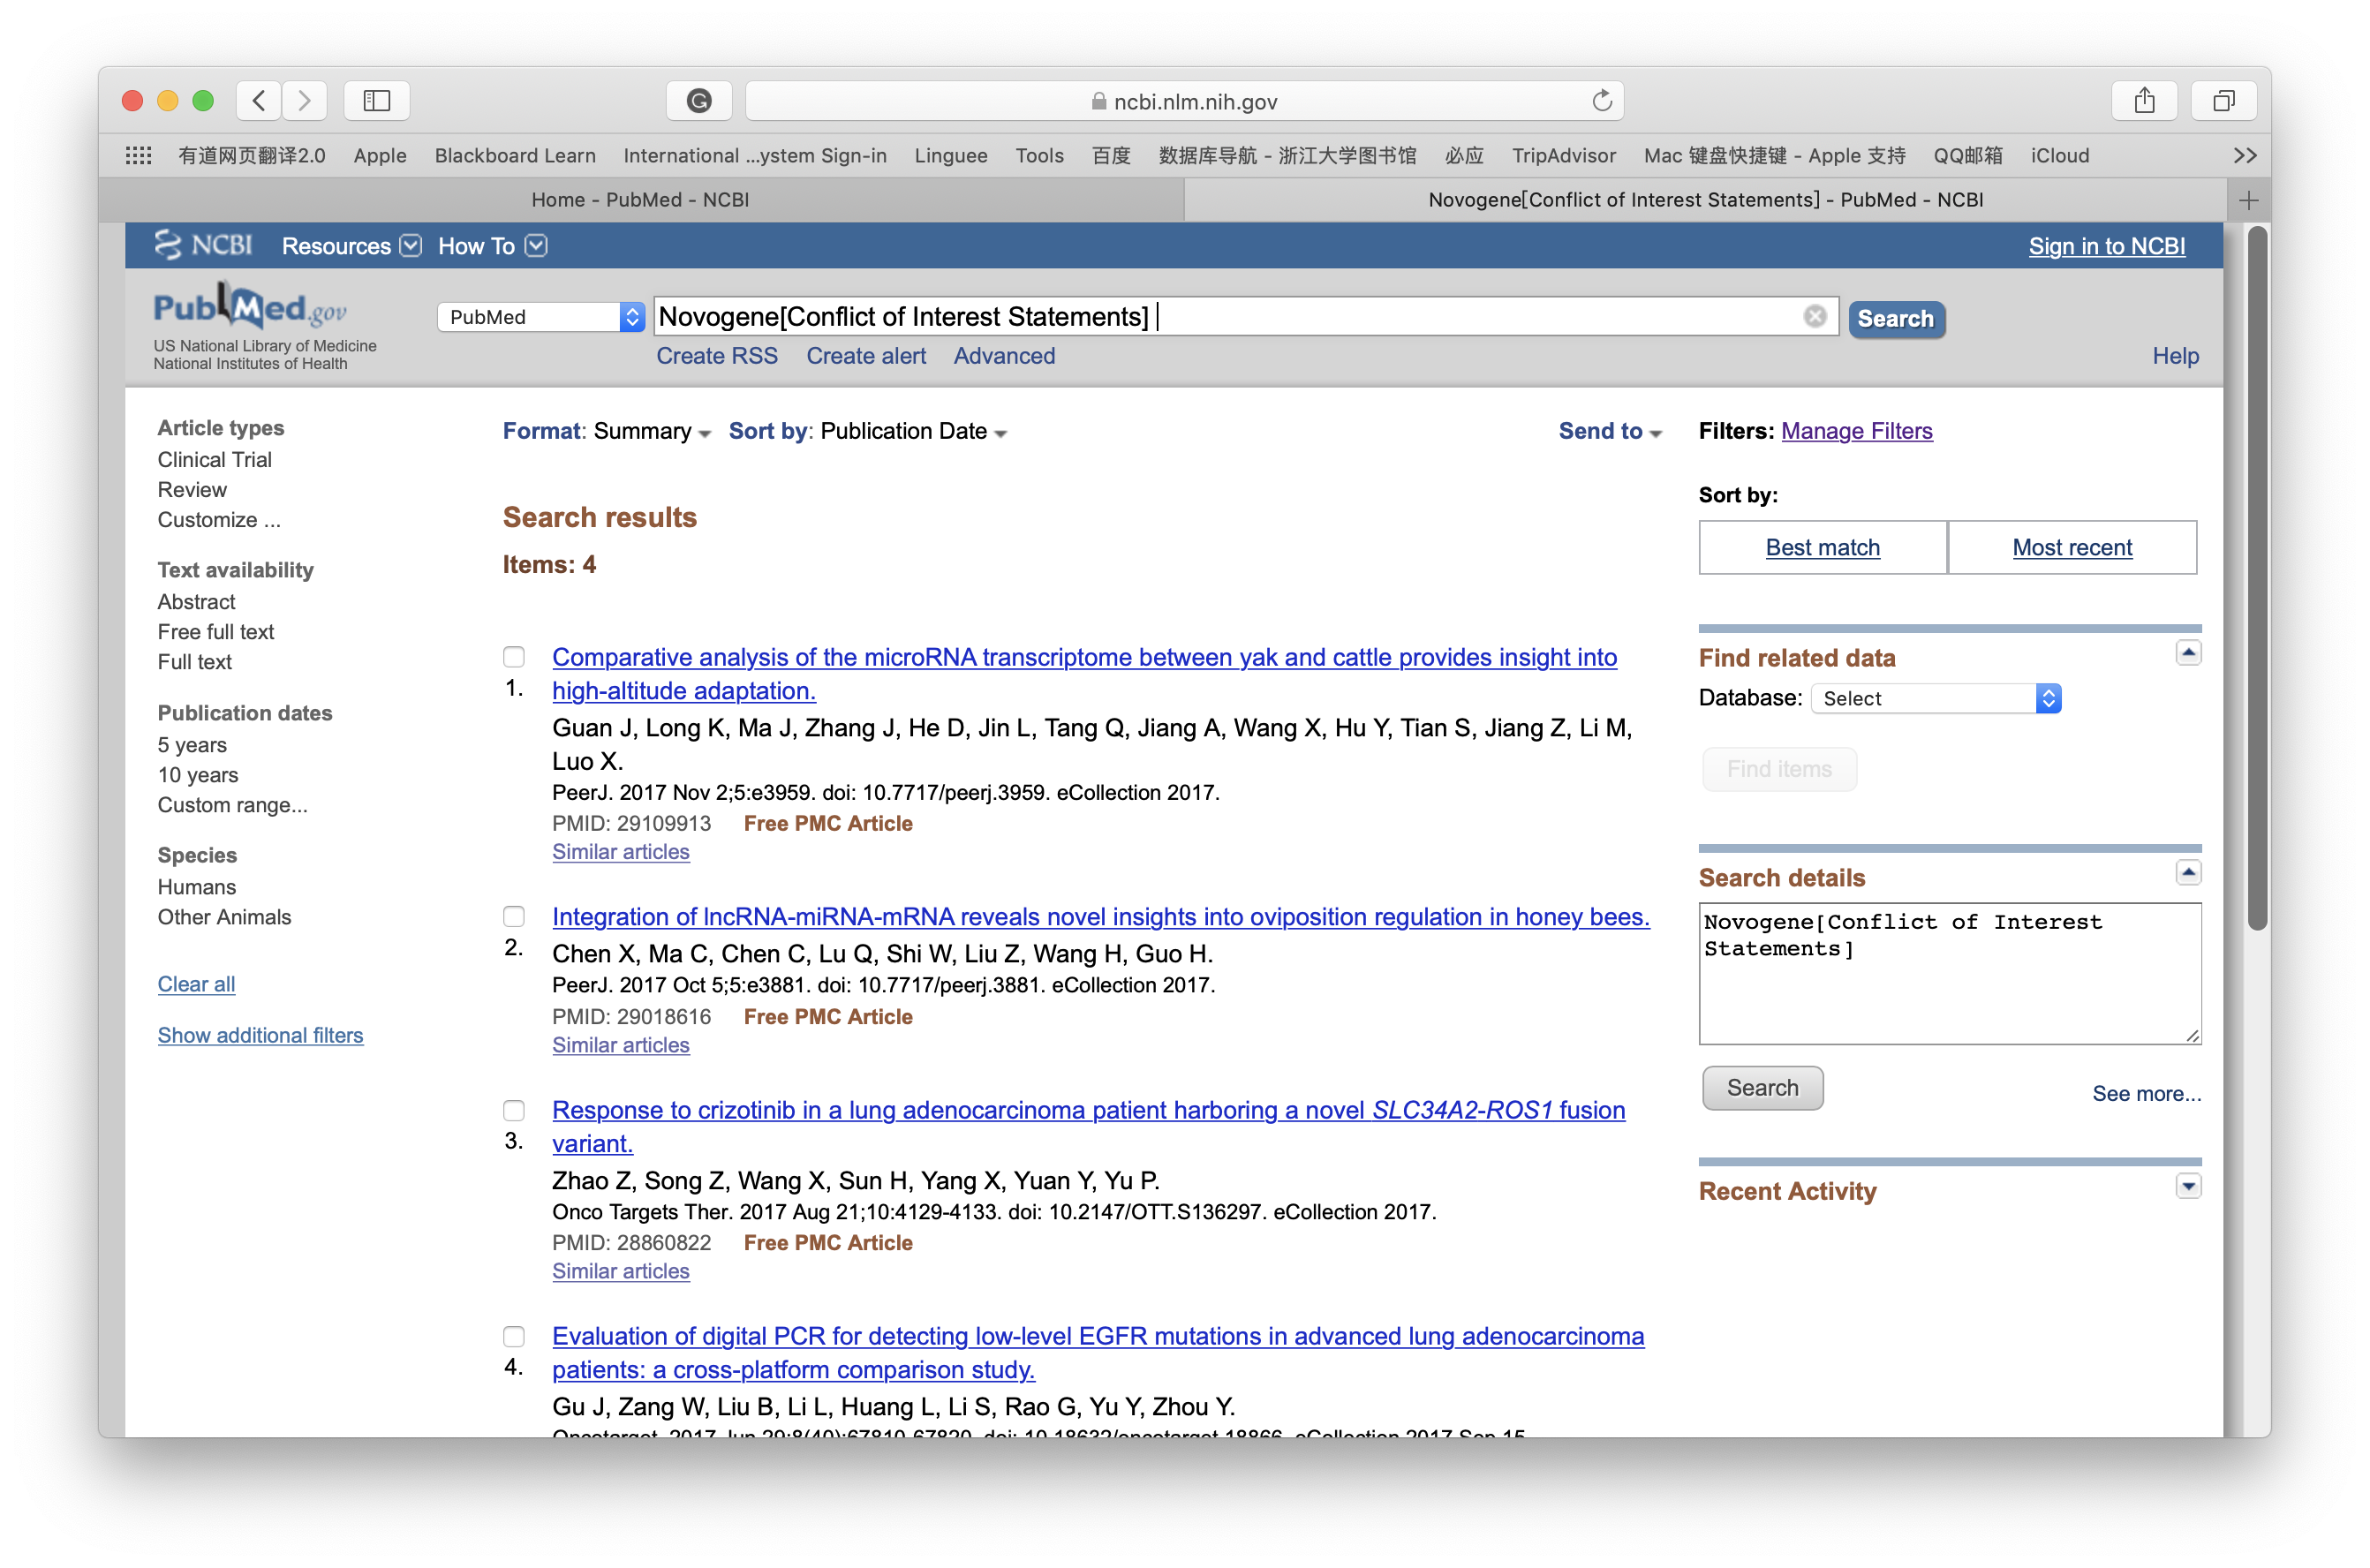 ncbi.nlm.nih.gov
有道网页翻译2.0 Apple Blackboard Learn International ...ystem Sign-in Linguee Tools 百度 数据库导航 - 浙江大学图书馆 必应 TripAdvisor Mac 键盘快捷键 - Apple 支持 QQ邮箱 iCloud
Home - PubMed - NCBI
Novogene[Conflict of Interest Statements] - PubMed - NCBI
NCBI Resources How To Sign in to NCBI
PubMed.gov
US National Library of Medicine
National Institutes of Health
PubMed
Novogene[Conflict of Interest Statements]
Search
Create RSS Create alert Advanced
Help
Article types
Clinical Trial
Review
Customize ...
Text availability
Abstract
Free full text
Full text
Publication dates
5 years
10 years
Custom range...
Species
Humans
Other Animals
Clear all
Show additional filters
Format: Summary Sort by: Publication Date
Send to
Search results
Items: 4
1.
Comparative analysis of the microRNA transcriptome between yak and cattle provides insight into
high-altitude adaptation.
Guan J, Long K, Ma J, Zhang J, He D, Jin L, Tang Q, Jiang A, Wang X, Hu Y, Tian S, Jiang Z, Li M,
Luo X.
PeerJ. 2017 Nov 2;5:e3959. doi: 10.7717/peerj.3959. eCollection 2017.
PMID: 29109913 Free PMC Article
Similar articles
2.
Integration of lncRNA-miRNA-mRNA reveals novel insights into oviposition regulation in honey bees.
Chen X, Ma C, Chen C, Lu Q, Shi W, Liu Z, Wang H, Guo H.
PeerJ. 2017 Oct 5;5:e3881. doi: 10.7717/peerj.3881. eCollection 2017.
PMID: 29018616 Free PMC Article
Similar articles
3.
Response to crizotinib in a lung adenocarcinoma patient harboring a novel SLC34A2-ROS1 fusion
variant.
Zhao Z, Song Z, Wang X, Sun H, Yang X, Yuan Y, Yu P.
Onco Targets Ther. 2017 Aug 21;10:4129-4133. doi: 10.2147/OTT.S136297. eCollection 2017.
PMID: 28860822 Free PMC Article
Similar articles
4.
Evaluation of digital PCR for detecting low-level EGFR mutations in advanced lung adenocarcinoma
patients: a cross-platform comparison study.
Gu J, Zang W, Liu B, Li L, Huang L, Li S, Rao G, Yu Y, Zhou Y.
Oncotarget. 2017 Jun 29;8(40):67810-67820. doi: 10.18632/oncotarget.18866. eCollection 2017 Sep 15.
Filters: Manage Filters
Sort by:
Best match Most recent
Find related data
Database: Select
Find items
Search details
Novogene[Conflict of Interest
Statements]
Search
See more...
Recent Activity